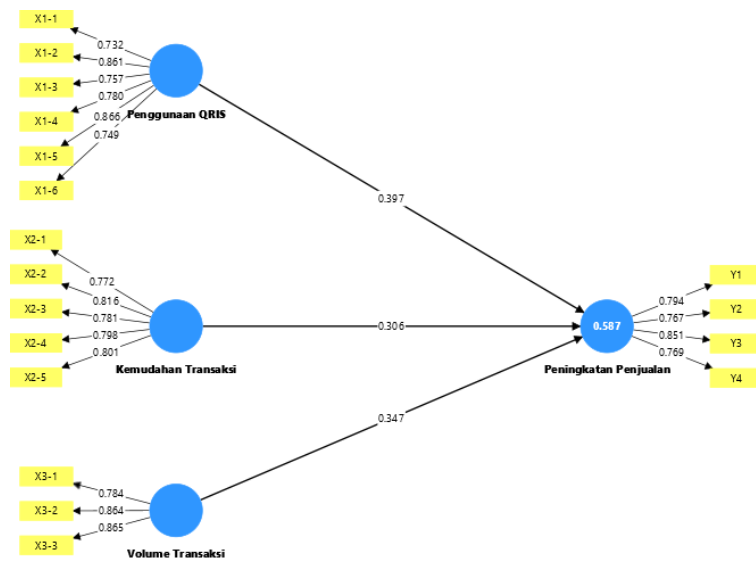 X1-1
0.732
X1-2
0.861
X1-3
0.757
X1-4
0.780
X1-5
0.866
X1-6
0.749
Penggunaan QRIS
0.397
X2-1
0.772
X2-2
0.816
X2-3
0.781
X2-4
0.798
X2-5
0.801
Kemudahan Transaksi
0.306
0.587
Peningkatan Penjualan
0.794
Y1
0.767
Y2
0.851
Y3
0.769
Y4
0.347
X3-1
0.784
X3-2
0.864
X3-3
0.865
Volume Transaksi